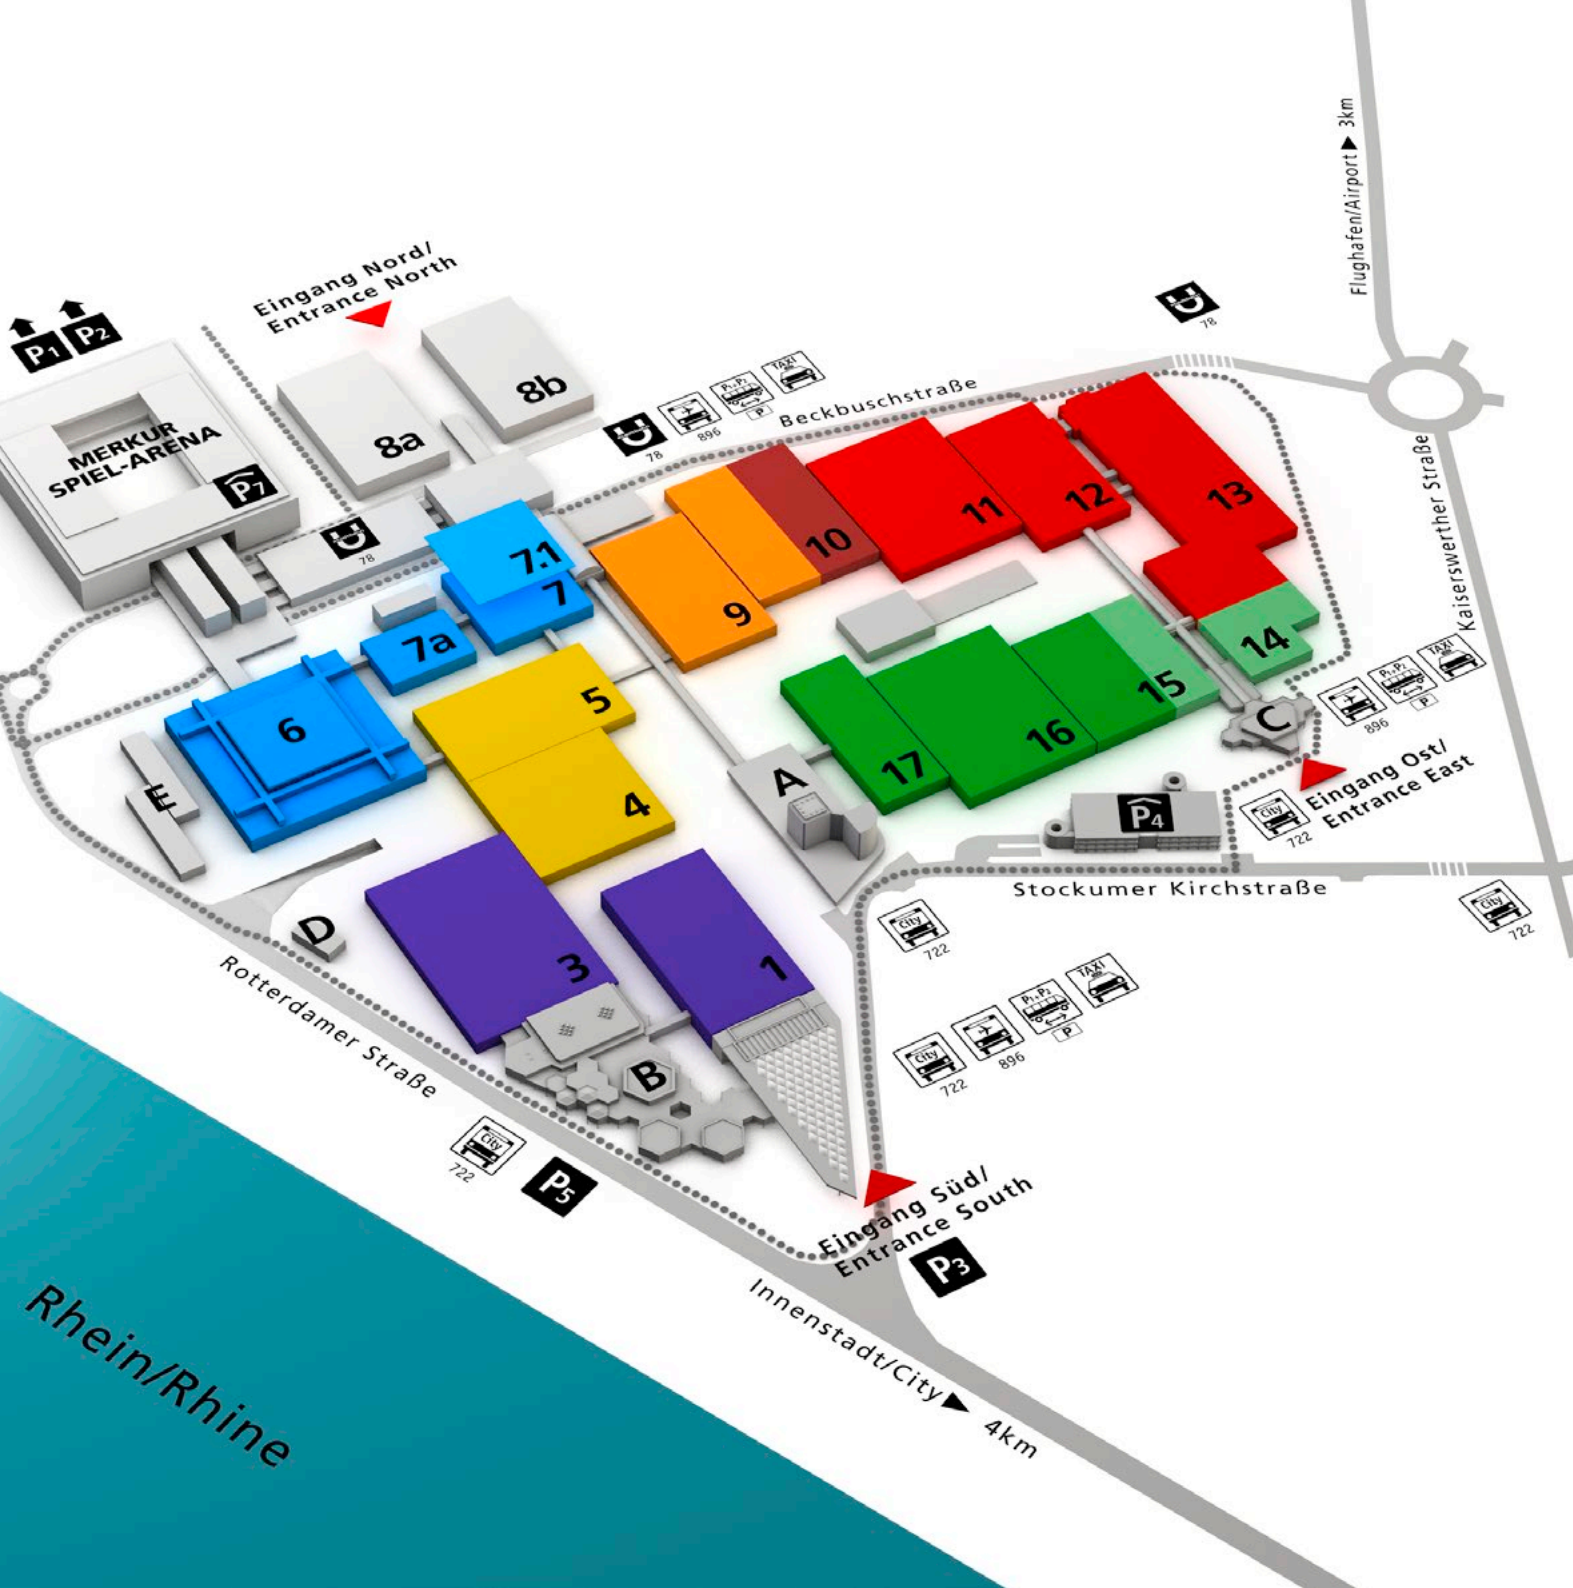 Flughafen/Airport 3km
Eingang Nord/
Entrance North
78
P1 P2
8b
TAXI
P1+P2
P
896
78
Beckbuschstraße
8a
MERKUR
SPIEL-ARENA
P7
Kaiserswerther Straße
78
13
12
11
10
7.1
7
9
7a
14
15
5
6
C
16
17
A
4
E
TAXI
P1+P2
P
896
Eingang Ost/
Entrance East
City
722
P4
Stockumer Kirchstraße
City
722
City
722
D
3
1
Rotterdamer Straße
B
TAXI
P1+P2
P
896
City
722
City
722
P5
Eingang Süd/
Entrance South
P3
Innenstadt/City 4km
Rhein/Rhine